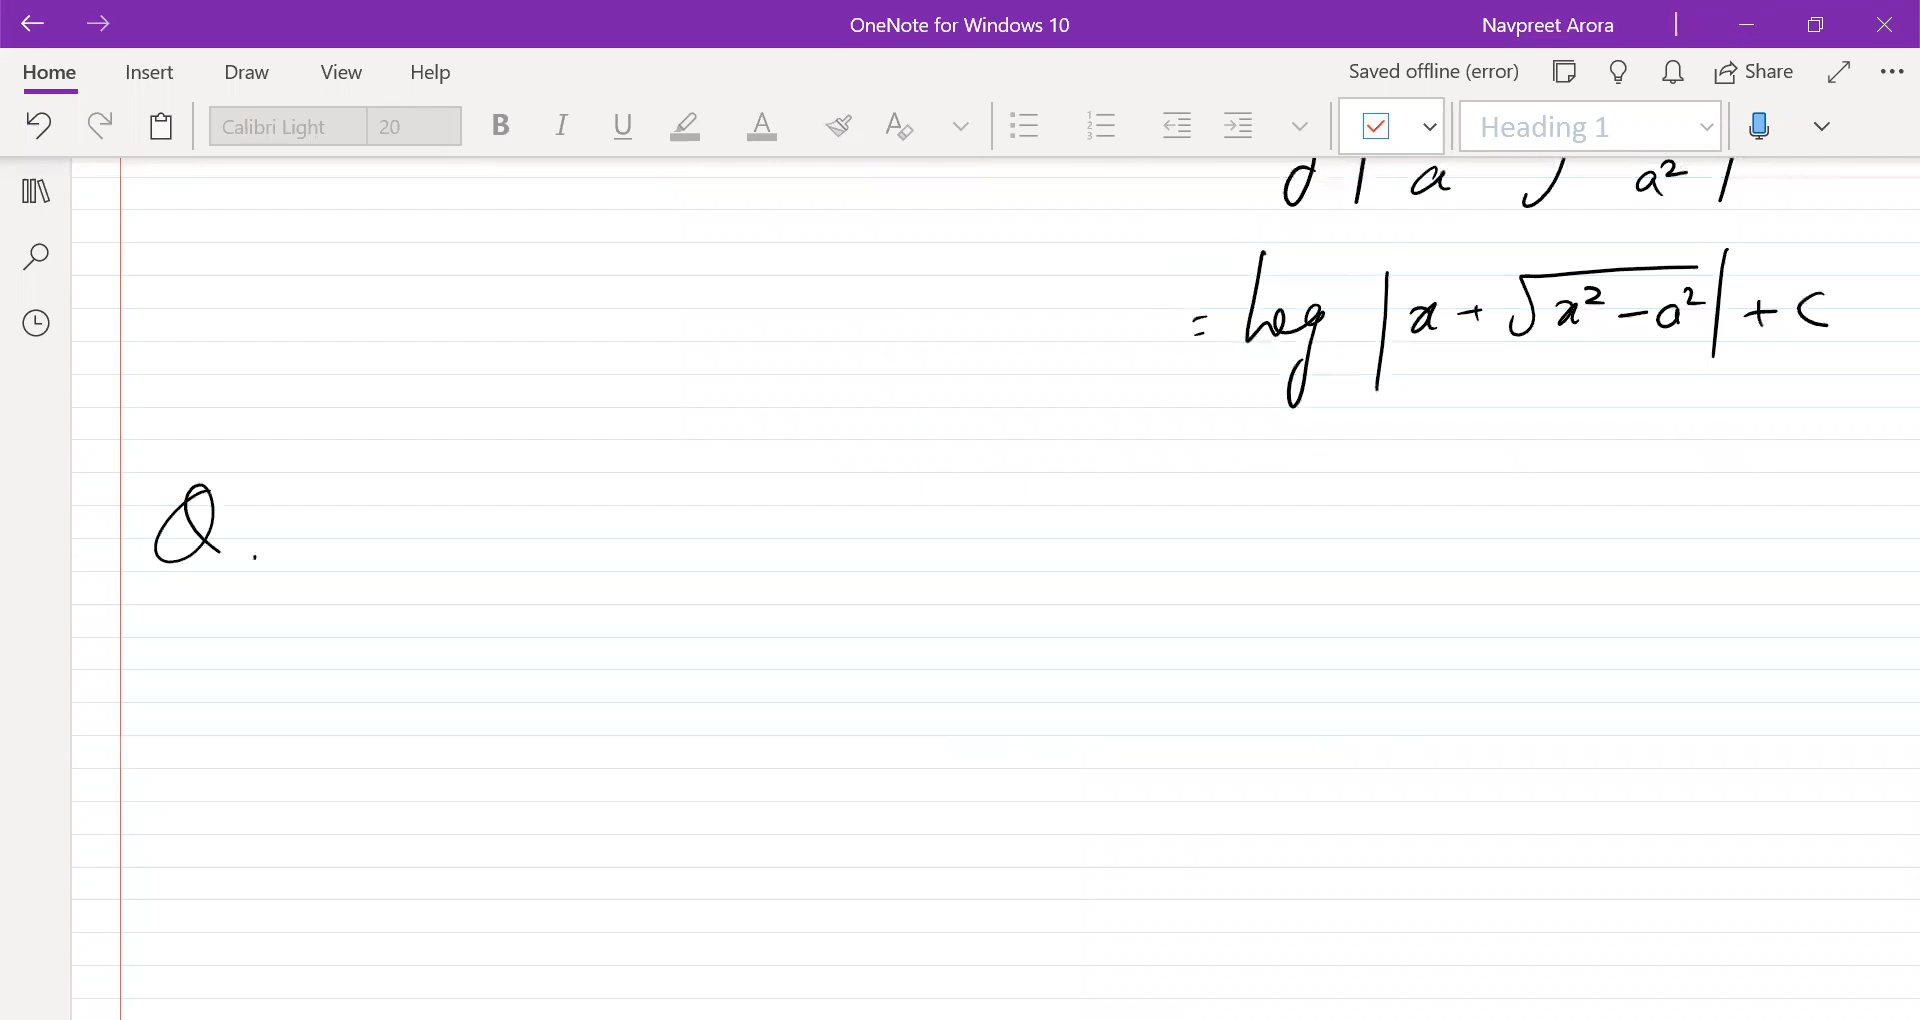 OneNote for Windows 10
Navpreet Arora
Home Insert Draw View Help
Saved offline (error) Share
Calibri Light 20 B I U A A Heading 1
a a²
= log | x + √x² - a² | + c
Q.